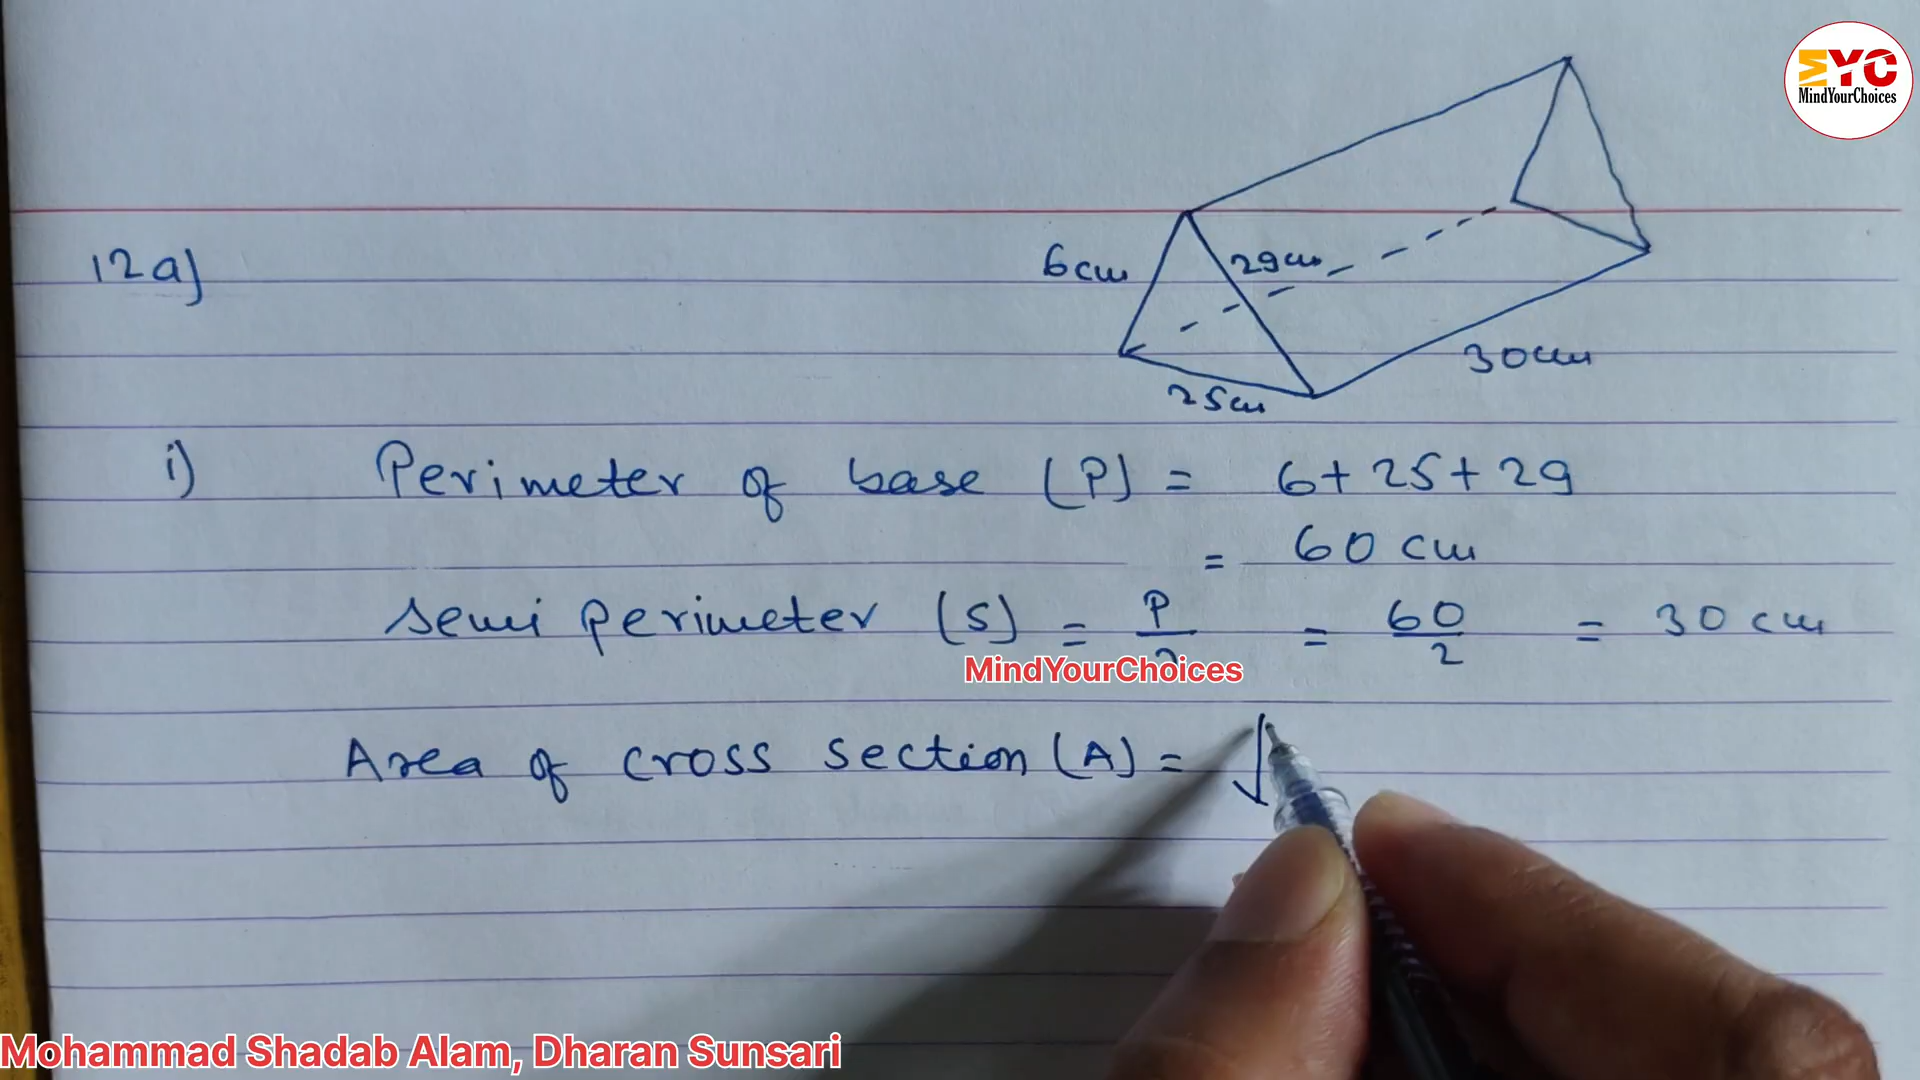 MYC
MindYourChoices
12a)
6cm
29cm
30cm
25cm
i) Perimeter of base (P) = 6+25+29
= 60 cm
Semi perimeter (S) = P/2 = 60/2 = 30 cm
MindYourChoices
Area of cross section (A) = √
Mohammad Shadab Alam, Dharan Sunsari